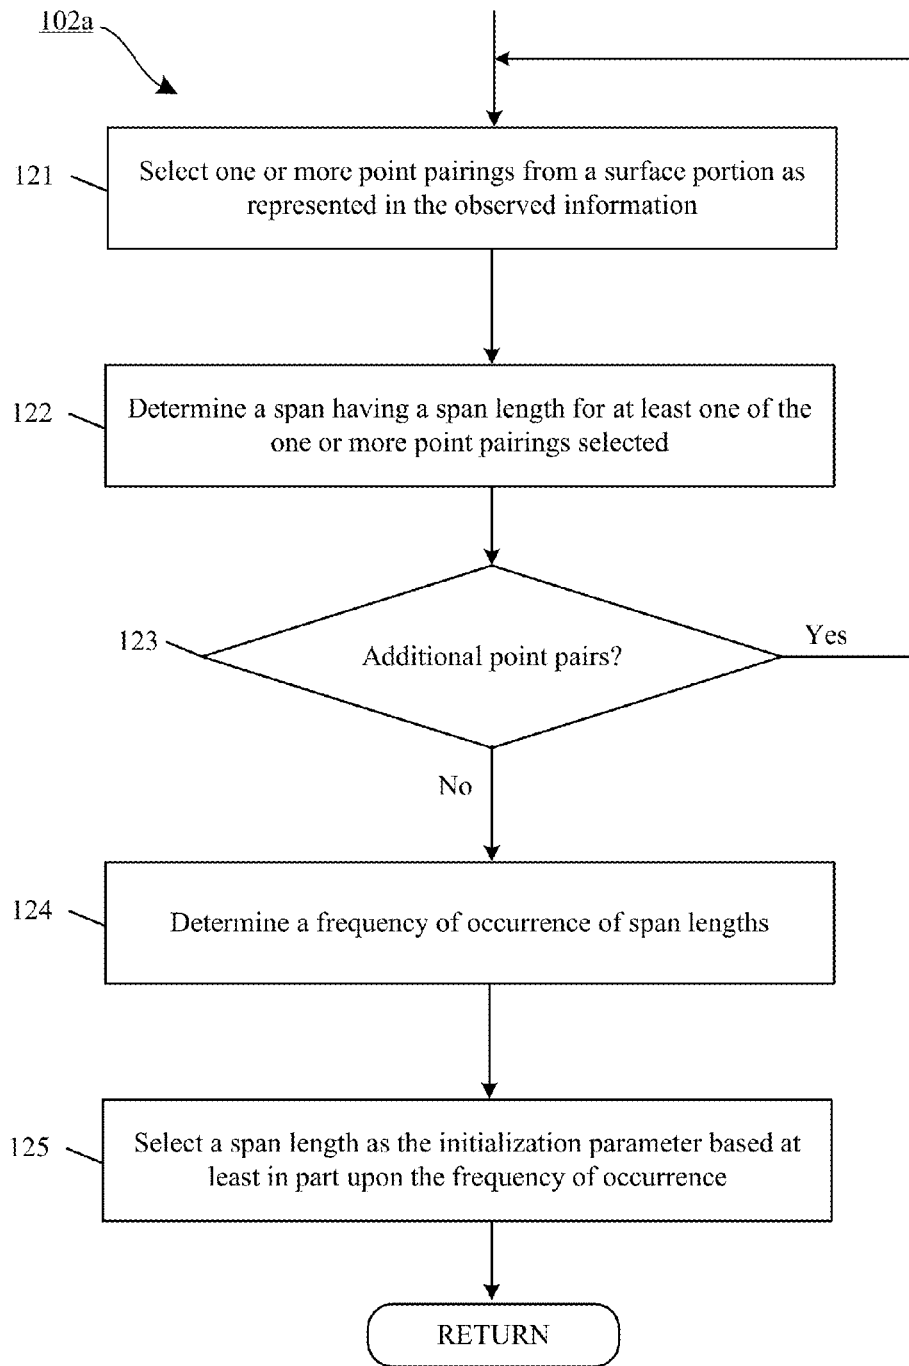 102a
121
Select one or more point pairings from a surface portion as
represented in the observed information
122
Determine a span having a span length for at least one of the
one or more point pairings selected
123
Additional point pairs?
Yes
No
124
Determine a frequency of occurrence of span lengths
125
Select a span length as the initialization parameter based at
least in part upon the frequency of occurrence
RETURN